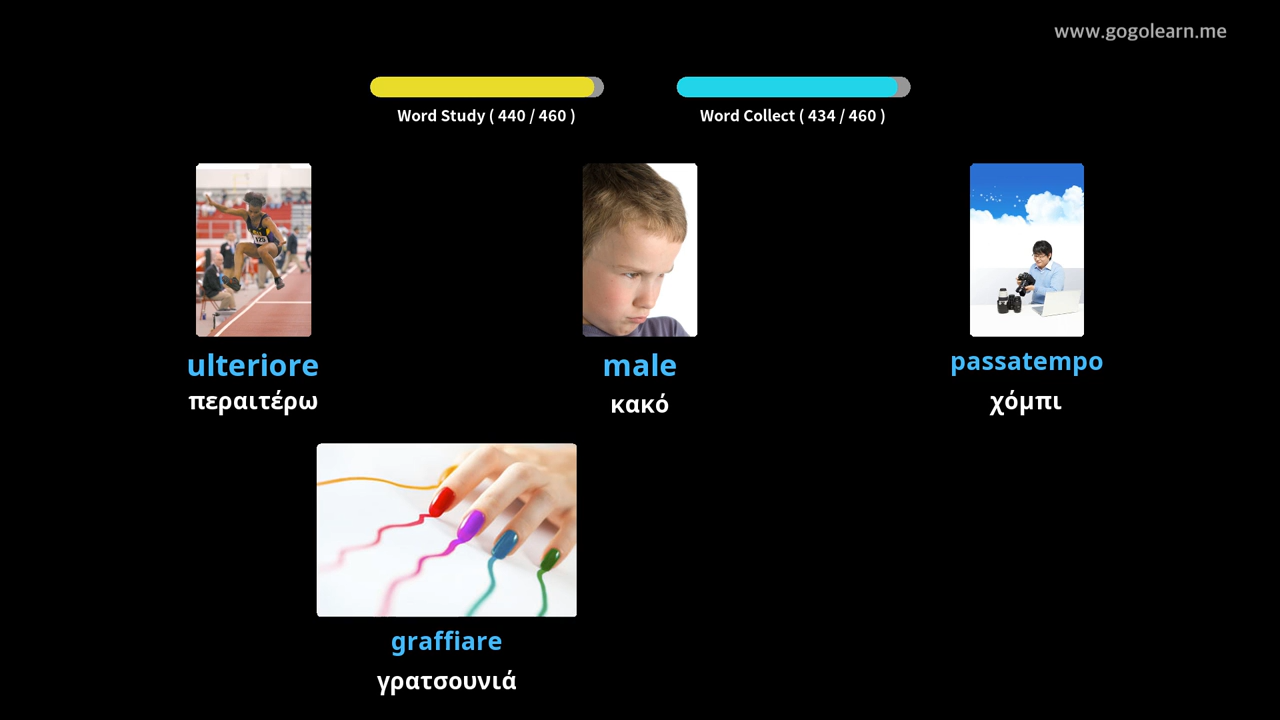 www.gogolearn.me
Word Study ( 440 / 460 )
Word Collect ( 434 / 460 )
ulteriore
περαιτέρω
male
κακό
passatempo
χόμπι
graffiare
γρατσουνιά